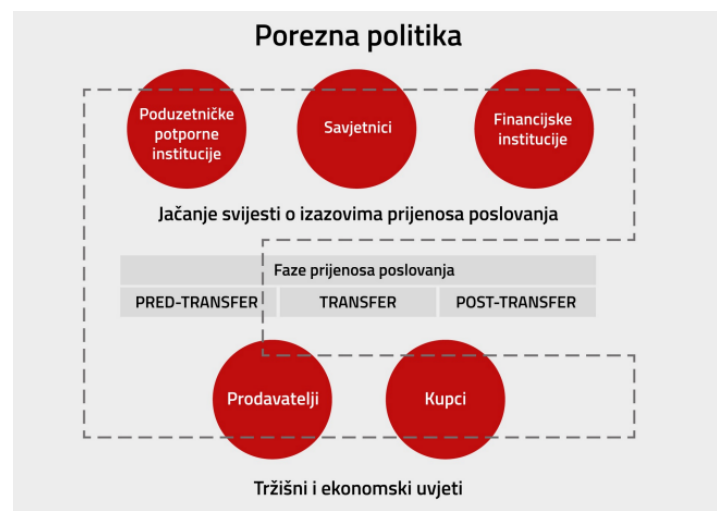 Porezna politika
Poduzetničke
potporne
institucije
Savjetnici
Financijske
institucije
Jačanje svijesti o izazovima prijenosa poslovanja
Faze prijenosa poslovanja
PRED-TRANSFER
TRANSFER
POST-TRANSFER
Prodavatelji
Kupci
Tržišni i ekonomski uvjeti